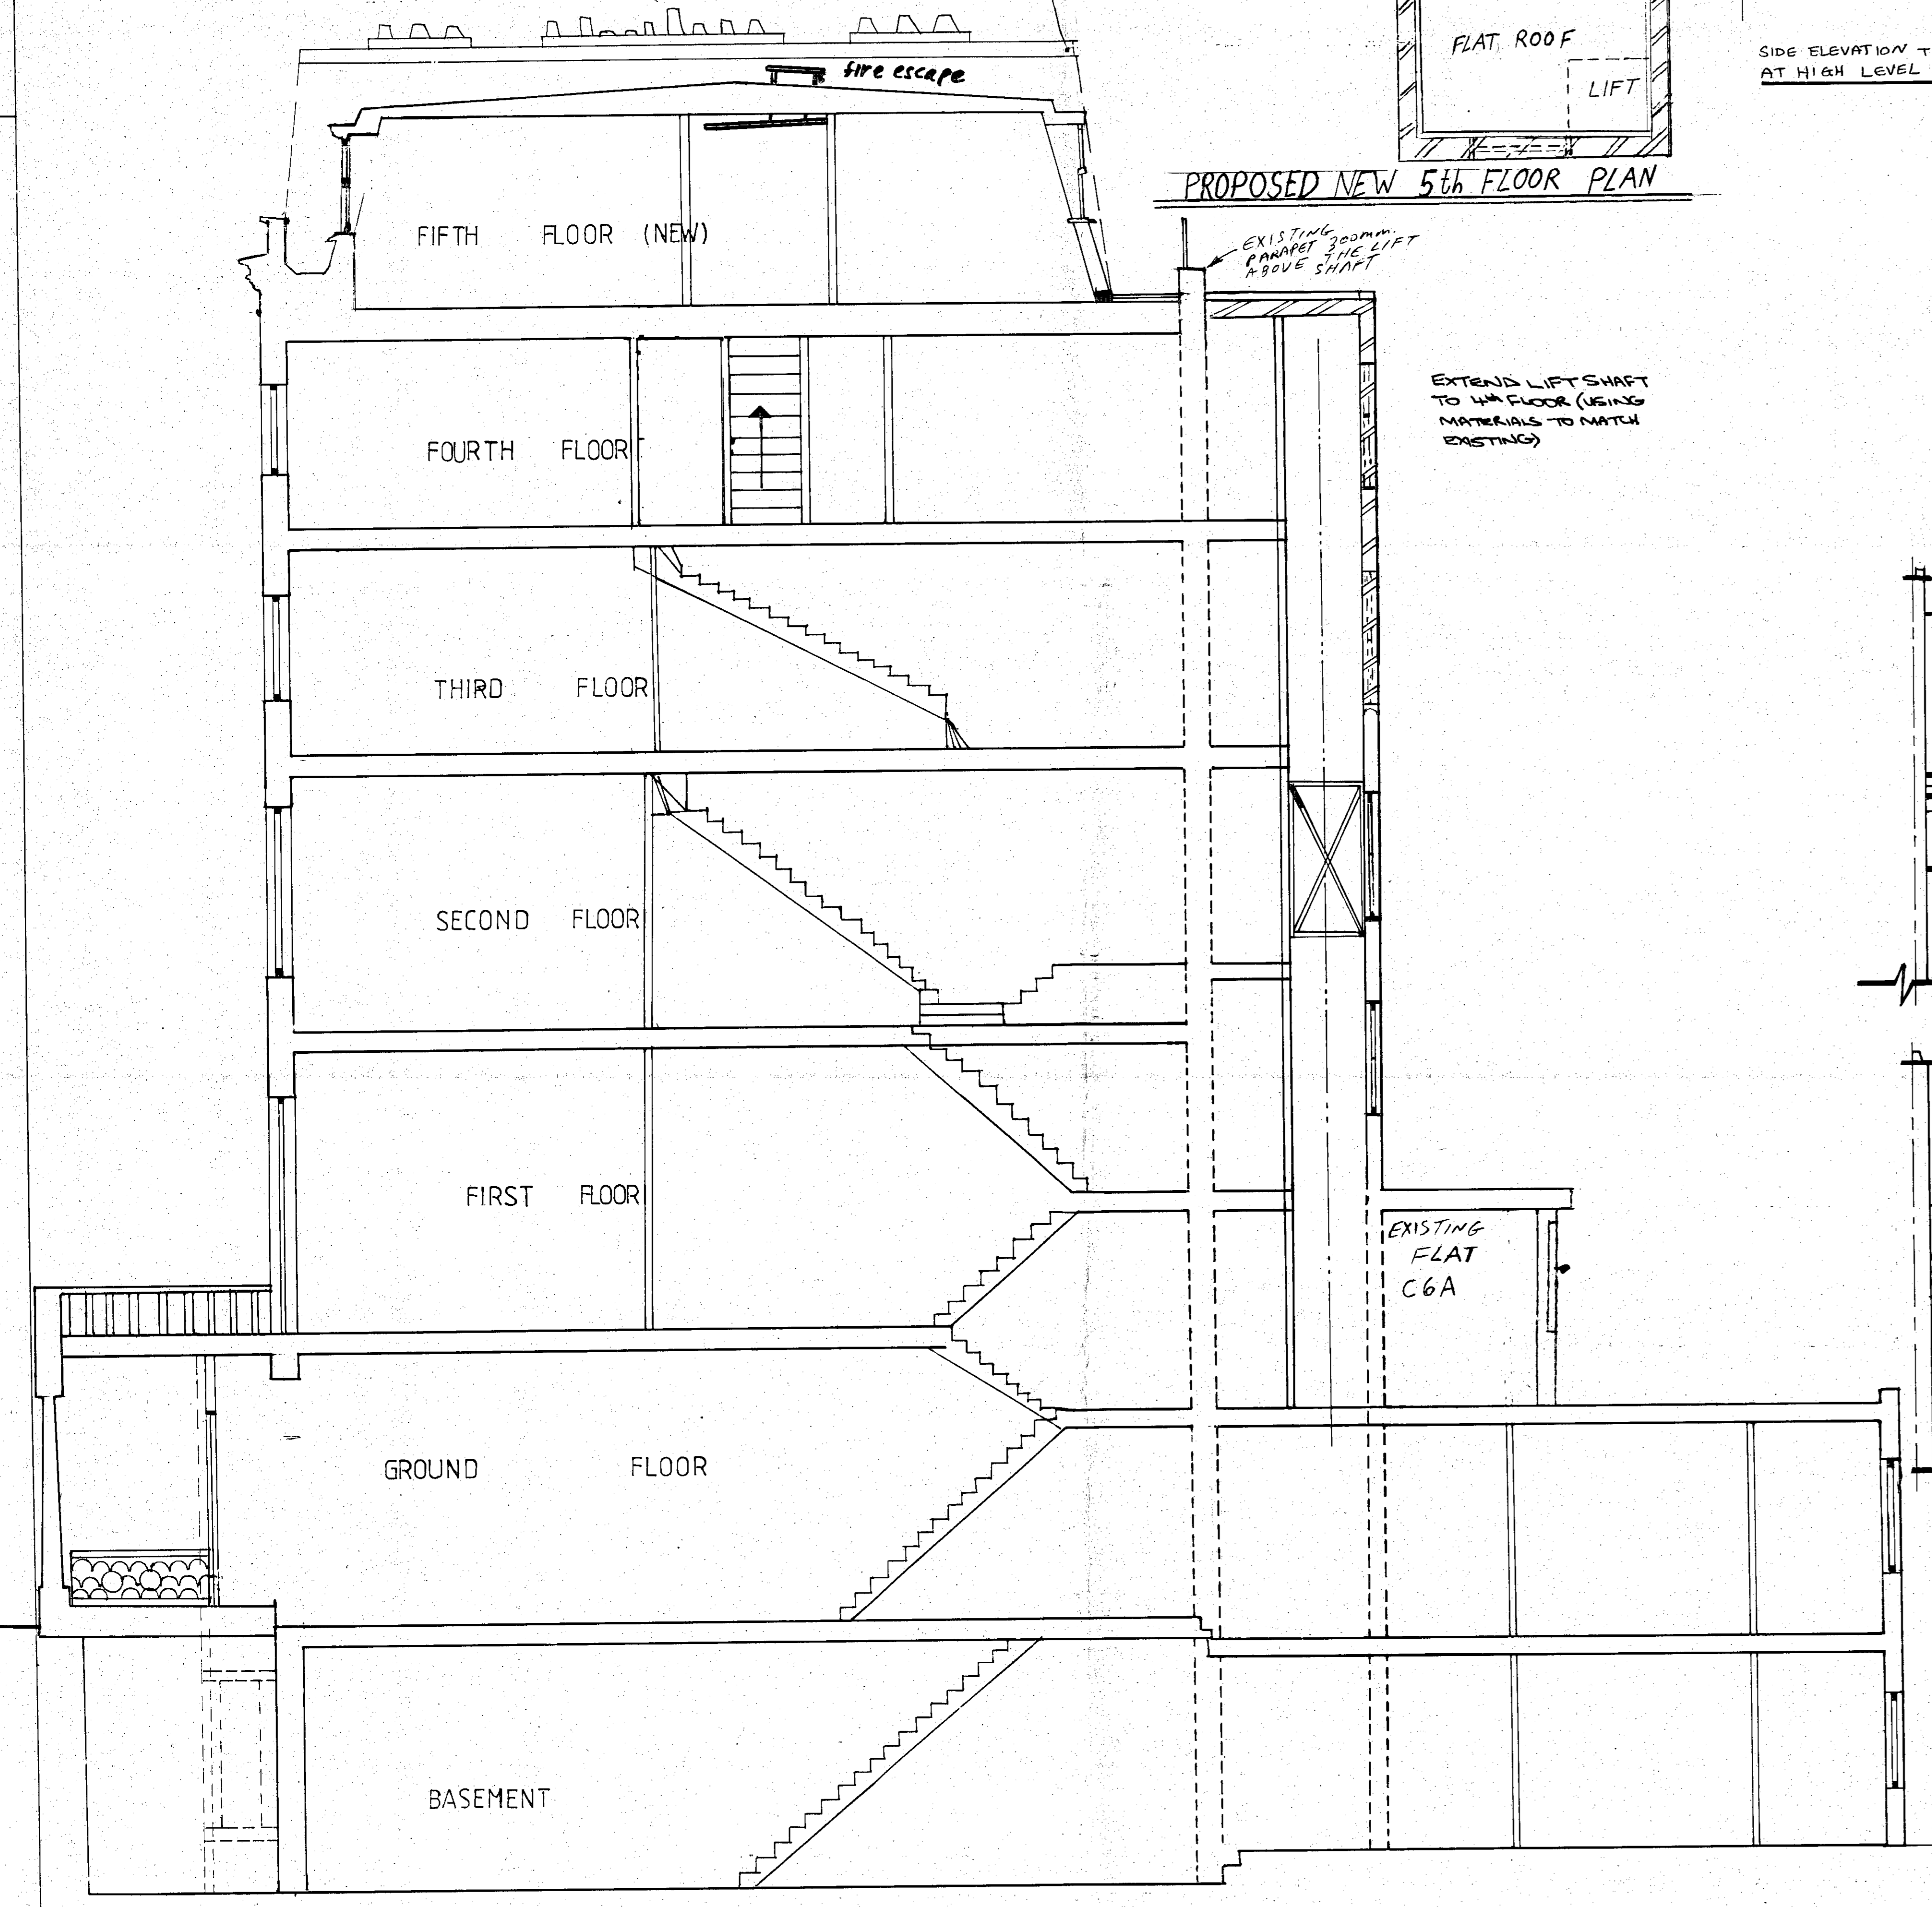 fire escape
FLAT ROOF
LIFT
SIDE ELEVATION
AT HIGH LEVEL
PROPOSED NEW 5th FLOOR PLAN
FIFTH FLOOR (NEW)
EXISTING
PARAPET 300mm.
ABOVE THE LIFT
SHAFT
EXTEND LIFT SHAFT
TO 4th FLOOR (USING
MATERIALS TO MATCH
EXISTING)
FOURTH FLOOR
THIRD FLOOR
SECOND FLOOR
FIRST FLOOR
EXISTING
FLAT
C6A
GROUND FLOOR
BASEMENT